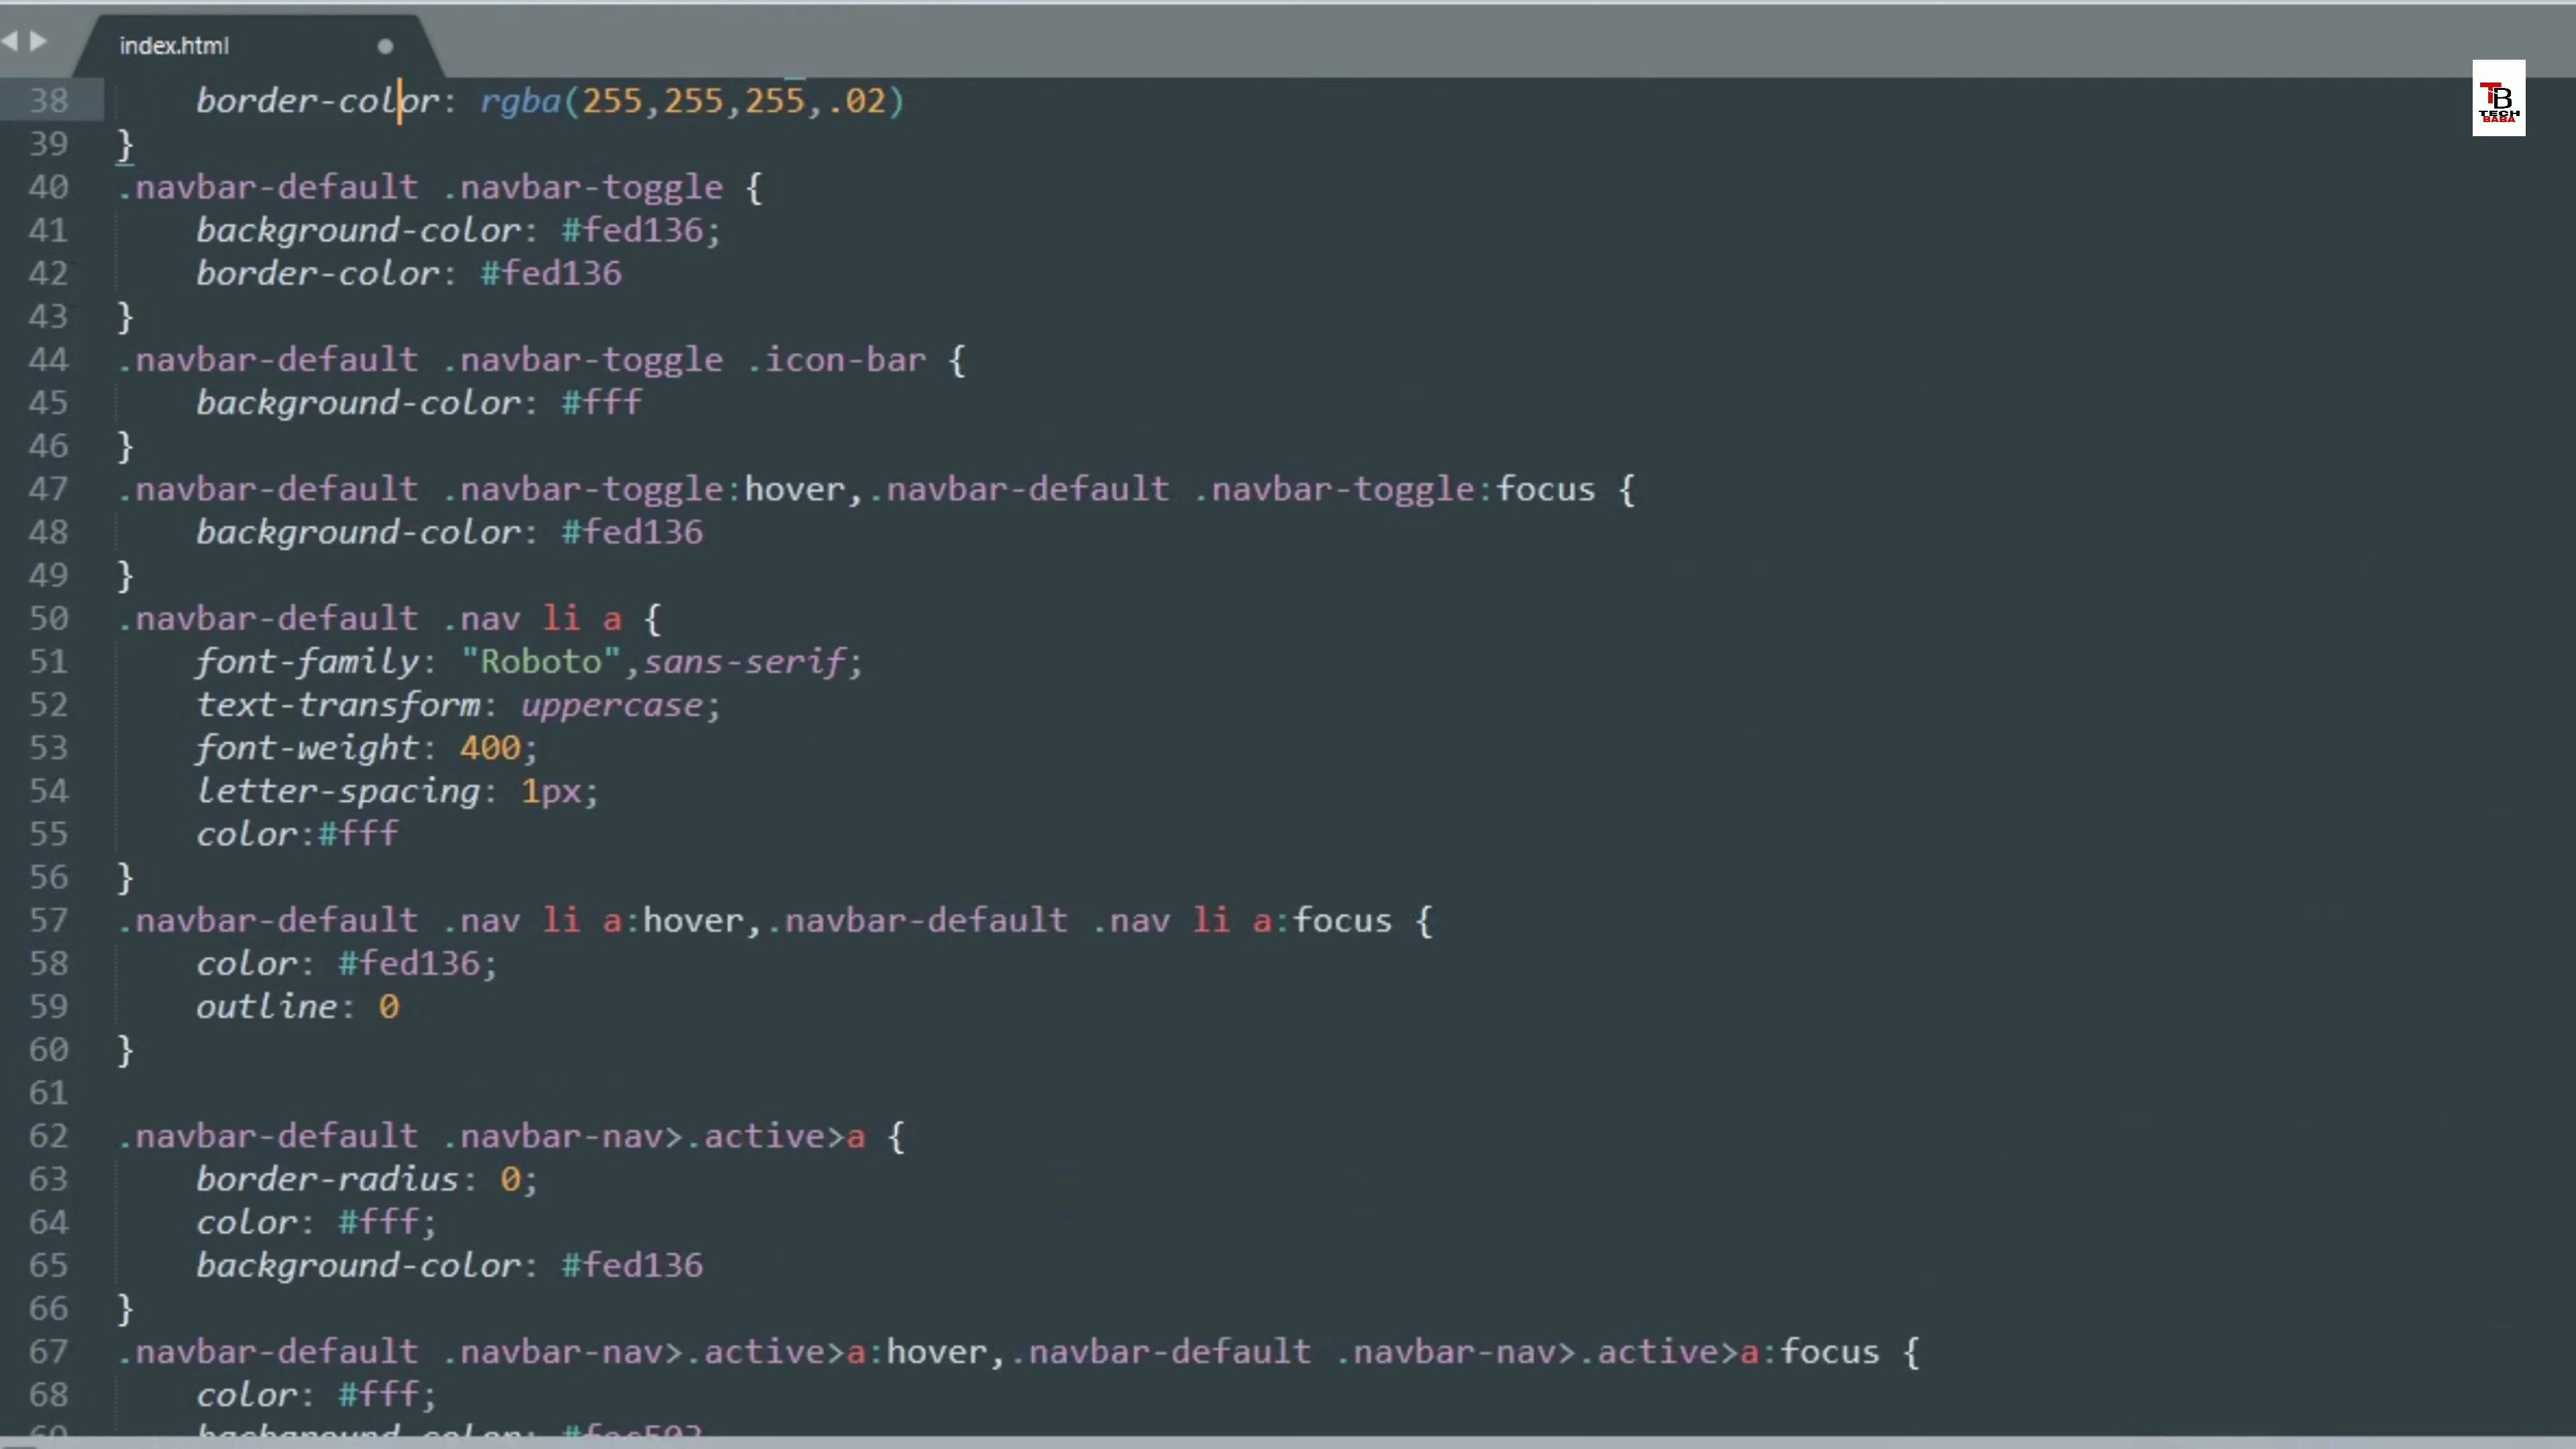 index.html
38 border-color: rgba(255,255,255,.02)
39 }
40 .navbar-default .navbar-toggle {
41 background-color: #fed136;
42 border-color: #fed136
43 }
44 .navbar-default .navbar-toggle .icon-bar {
45 background-color: #fff
46 }
47 .navbar-default .navbar-toggle:hover,.navbar-default .navbar-toggle:focus {
48 background-color: #fed136
49 }
50 .navbar-default .nav li a {
51 font-family: "Roboto",sans-serif;
52 text-transform: uppercase;
53 font-weight: 400;
54 letter-spacing: 1px;
55 color:#fff
56 }
57 .navbar-default .nav li a:hover,.navbar-default .nav li a:focus {
58 color: #fed136;
59 outline: 0
60 }
61
62 .navbar-default .navbar-nav>.active>a {
63 border-radius: 0;
64 color: #fff;
65 background-color: #fed136
66 }
67 .navbar-default .navbar-nav>.active>a:hover,.navbar-default .navbar-nav>.active>a:focus {
68 color: #fff;
69 background-color:
TB
TECH
BABA